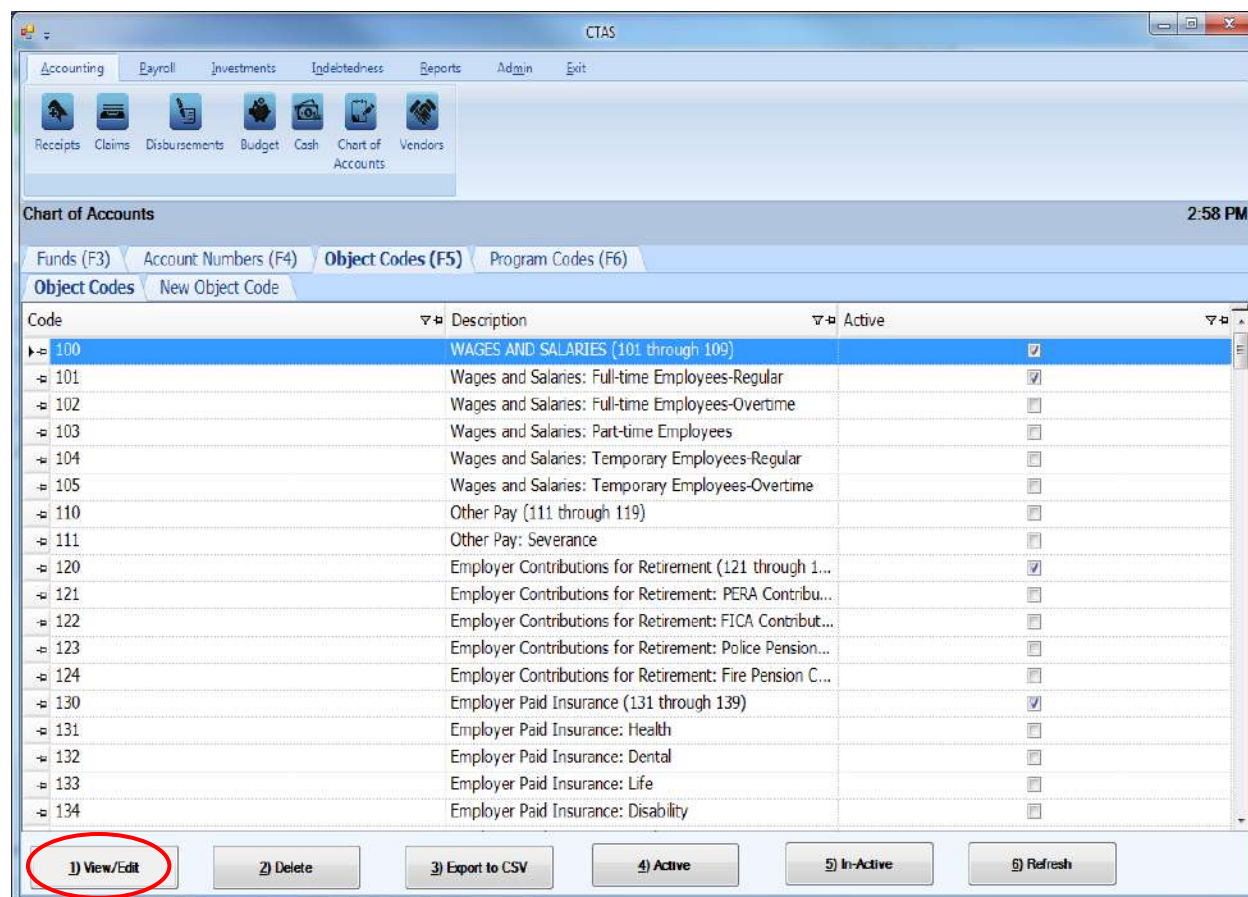 CTAS
Accounting Payroll Investments Indebtedness Reports Admin Exit
Receipts Claims Disbursements Budget Cash Chart of Accounts Vendors
Chart of Accounts 2:58 PM
Funds (F3) Account Numbers (F4) Object Codes (F5) Program Codes (F6)
Object Codes New Object Code
Code Description Active
100 WAGES AND SALARIES (101 through 109)
101 Wages and Salaries: Full-time Employees-Regular
102 Wages and Salaries: Full-time Employees-Overtime
103 Wages and Salaries: Part-time Employees
104 Wages and Salaries: Temporary Employees-Regular
105 Wages and Salaries: Temporary Employees-Overtime
110 Other Pay (111 through 119)
111 Other Pay: Severance
120 Employer Contributions for Retirement (121 through 1...
121 Employer Contributions for Retirement: PERA Contribu...
122 Employer Contributions for Retirement: FICA Contribut...
123 Employer Contributions for Retirement: Police Pension...
124 Employer Contributions for Retirement: Fire Pension C...
130 Employer Paid Insurance (131 through 139)
131 Employer Paid Insurance: Health
132 Employer Paid Insurance: Dental
133 Employer Paid Insurance: Life
134 Employer Paid Insurance: Disability
1) View/Edit 2) Delete 3) Export to CSV 4) Active 5) In-Active 6) Refresh